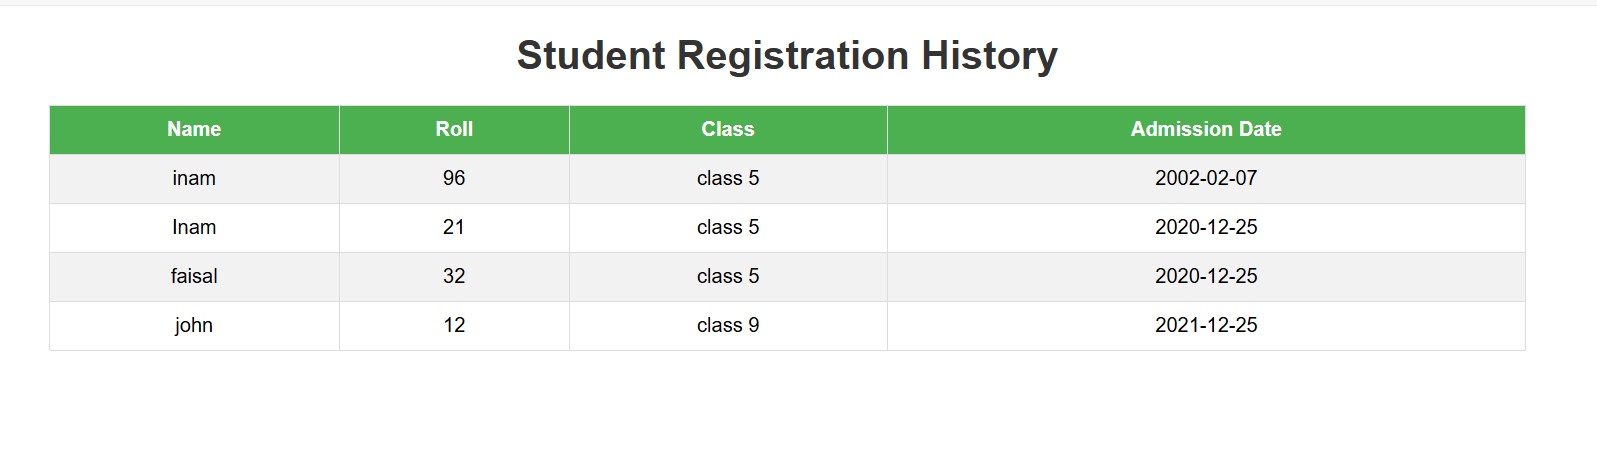 Student Registration History
Name Roll Class Admission Date
inam 96 class 5 2002-02-07
Inam 21 class 5 2020-12-25
faisal 32 class 5 2020-12-25
john 12 class 9 2021-12-25